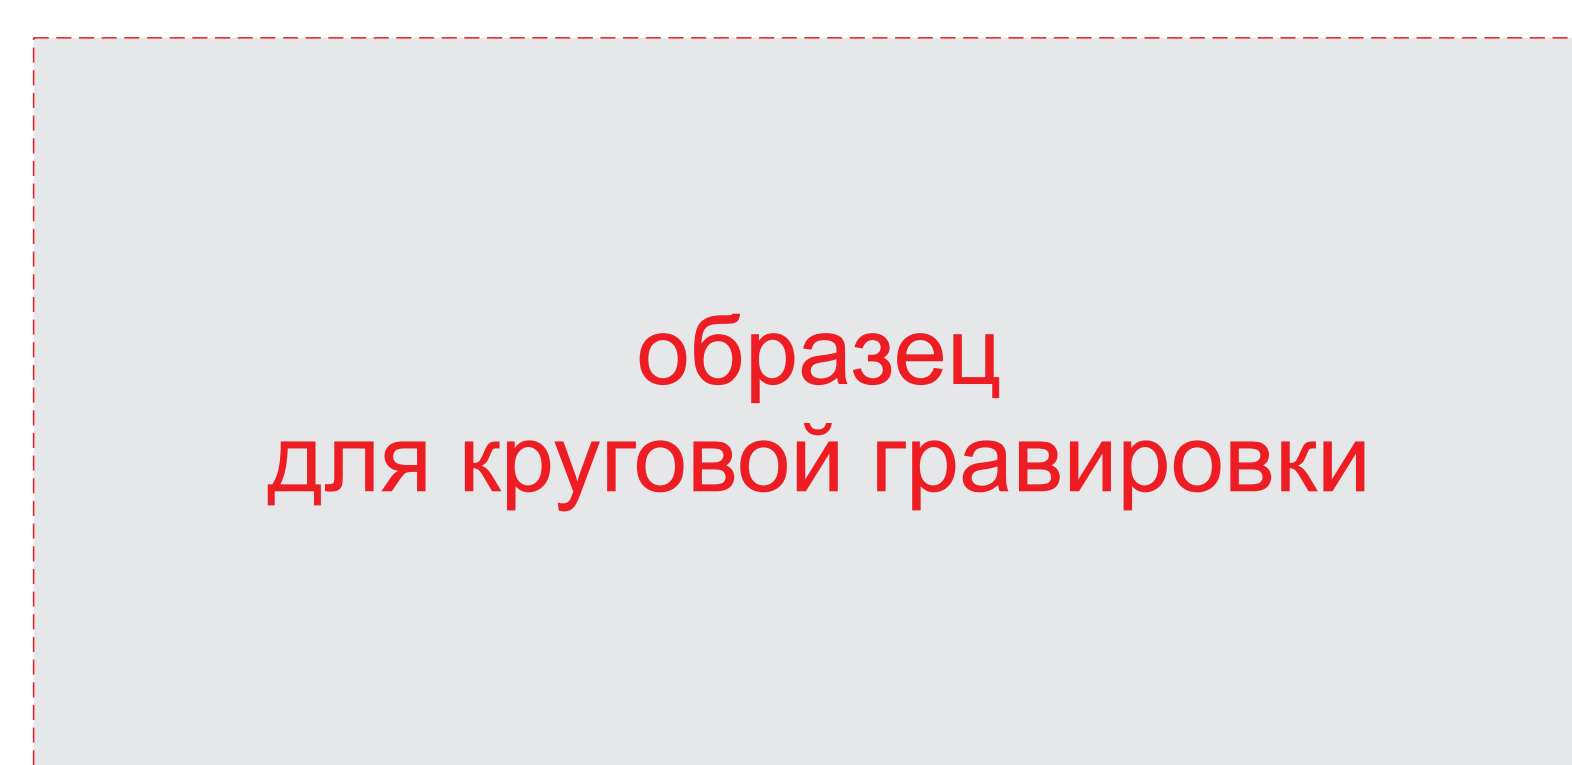 образец
для круговой гравировки